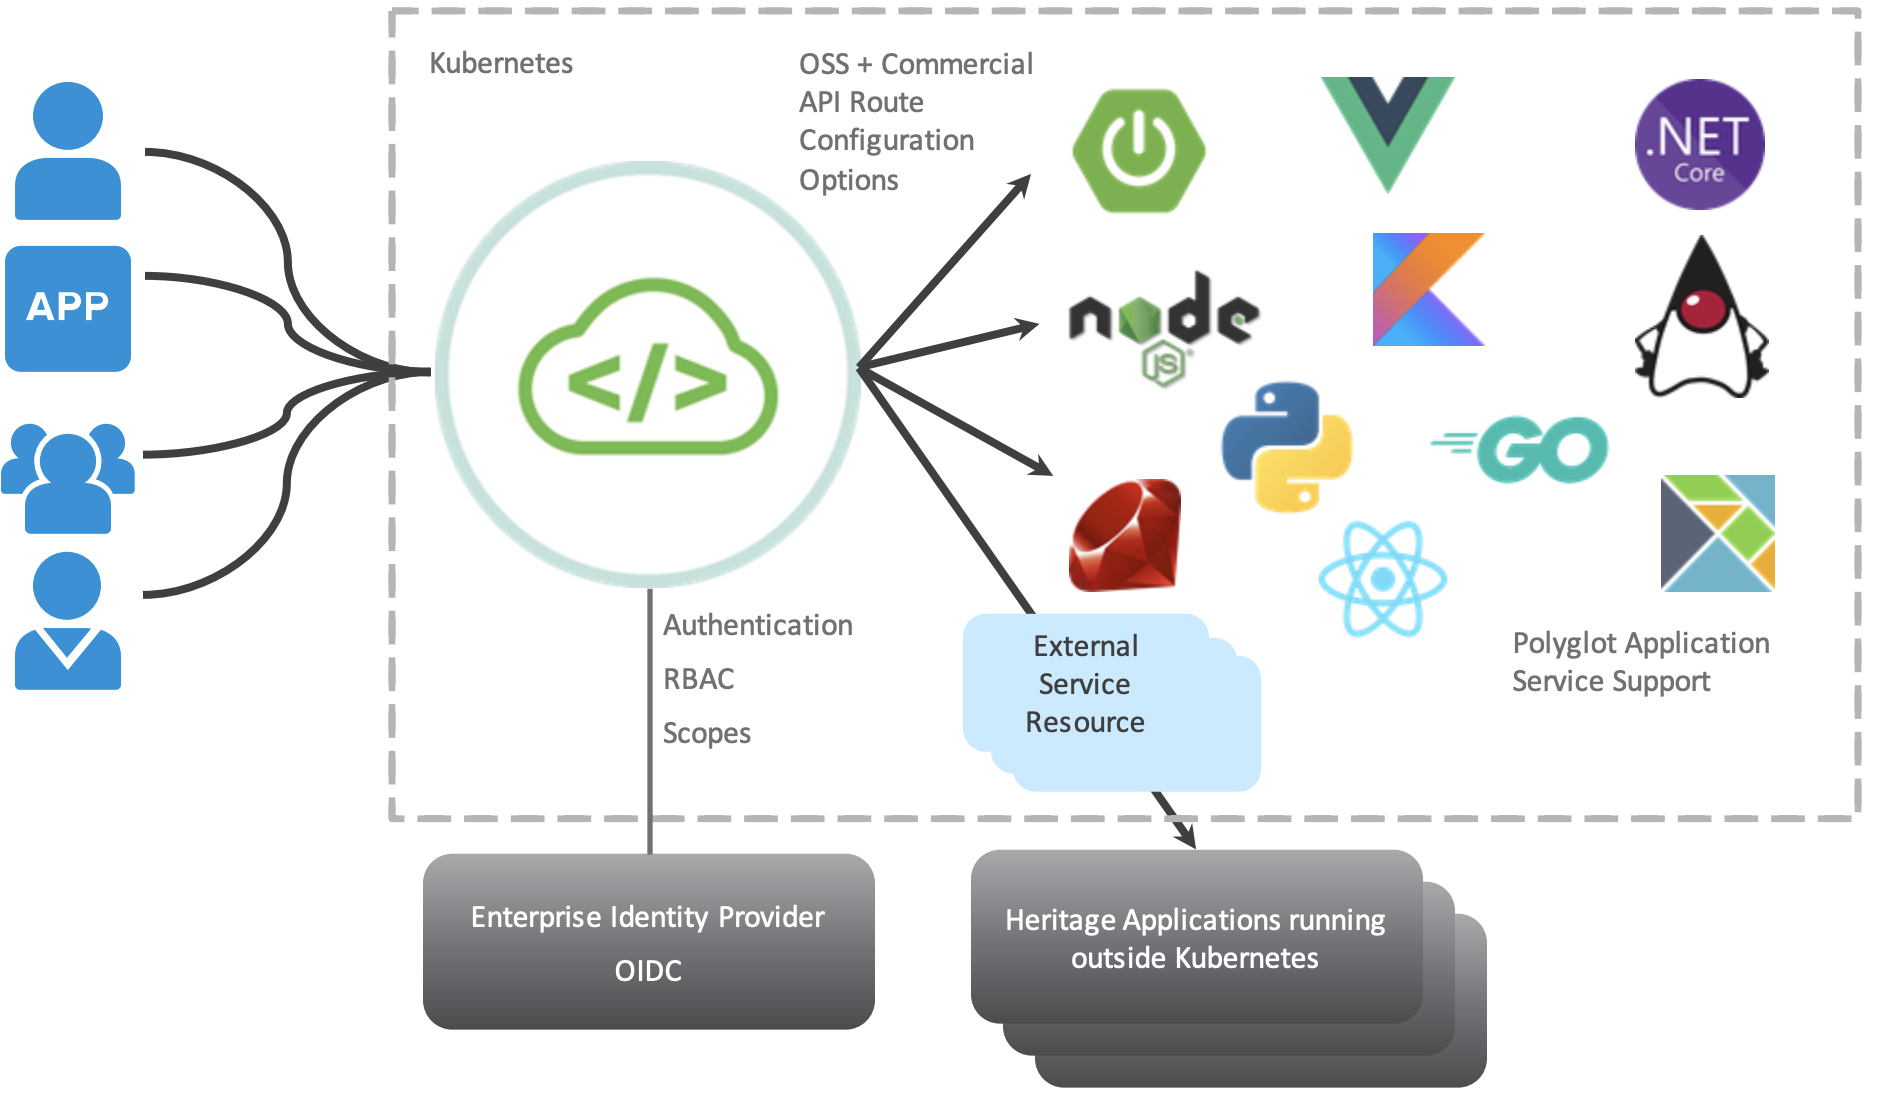 Kubernetes
OSS + Commercial
API Route
Configuration
Options
APP
</>
.NET
Core
node
JS
GO
Authentication
RBAC
Scopes
External
Service
Resource
Polyglot Application
Service Support
Enterprise Identity Provider
OIDC
Heritage Applications running
outside Kubernetes